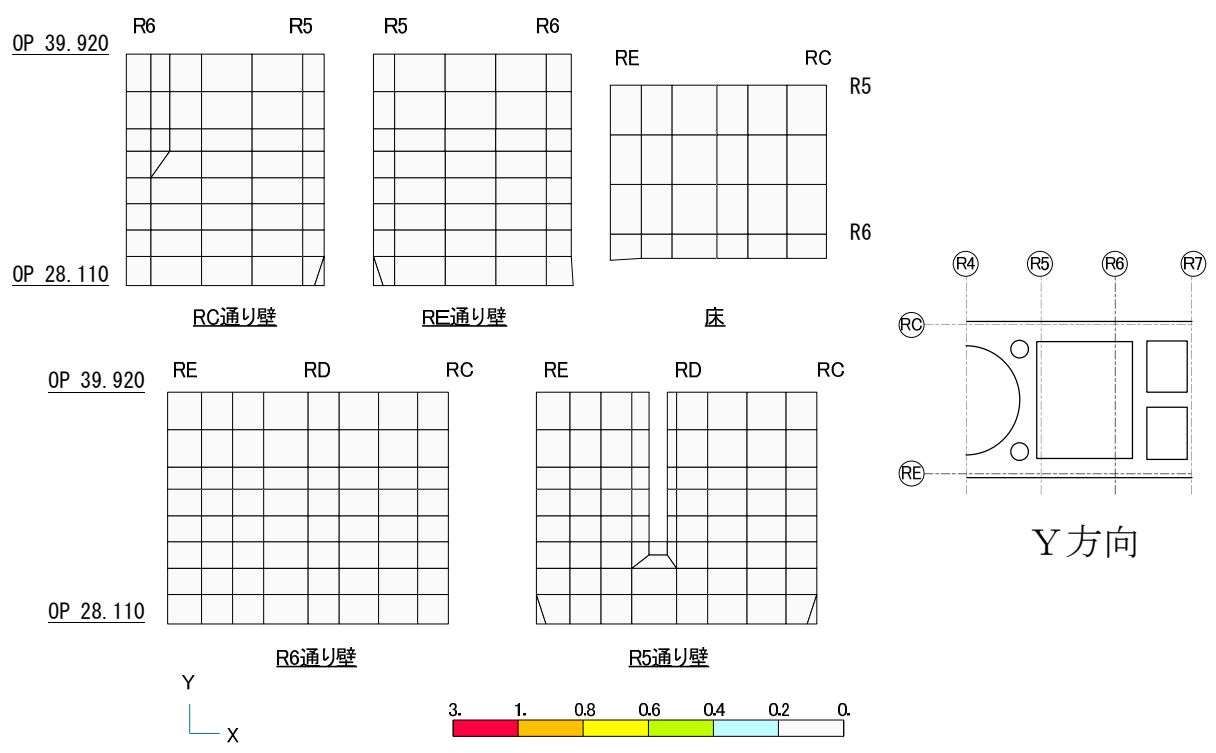 R6 R5 R5 R6
OP 39.920
RE RC
R5
R6
OP 28.110
RC通り壁 RE通り壁 床
R4 R5 R6 R7
RC
RE
Y方向
RE RD RC RE RD RC
OP 39.920
OP 28.110
R6通り壁 R5通り壁
Y
X
3. 1. 0.8 0.6 0.4 0.2 0.